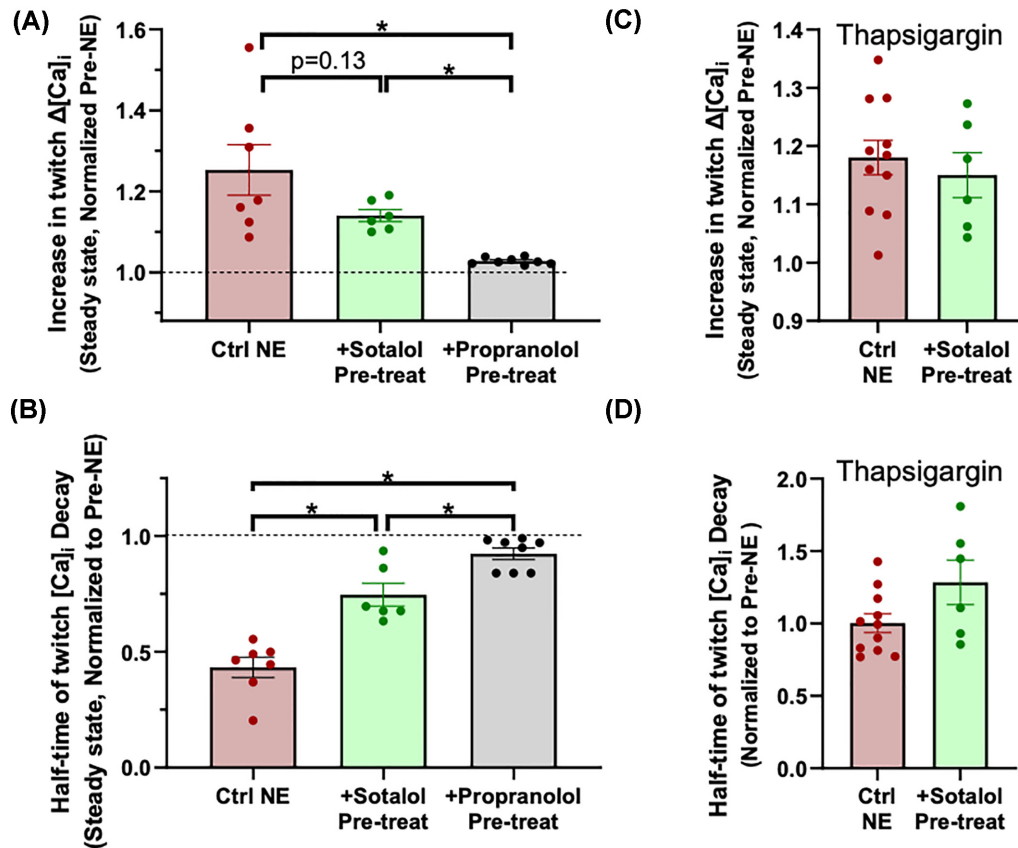 (A)
Increase in twitch Δ[Ca]i
(Steady state, Normalized Pre-NE)
1.6
1.4
1.2
1.0
*
p=0.13
*
Ctrl NE
+Sotalol
Pre-treat
+Propranolol
Pre-treat
(C)
Thapsigargin
Increase in twitch Δ[Ca]i
(Steady state, Normalized Pre-NE)
1.4
1.3
1.2
1.1
1.0
0.9
Ctrl
NE
+Sotalol
Pre-treat
(B)
Half-time of twitch [Ca]i Decay
(Steady state, Normalized to Pre-NE)
1.0
0.5
0.0
*
*
*
Ctrl NE
+Sotalol
Pre-treat
+Propranolol
Pre-treat
(D)
Thapsigargin
Half-time of twitch [Ca]i Decay
(Normalized to Pre-NE )
2.0
1.5
1.0
0.5
0.0
Ctrl
NE
+Sotalol
Pre-treat